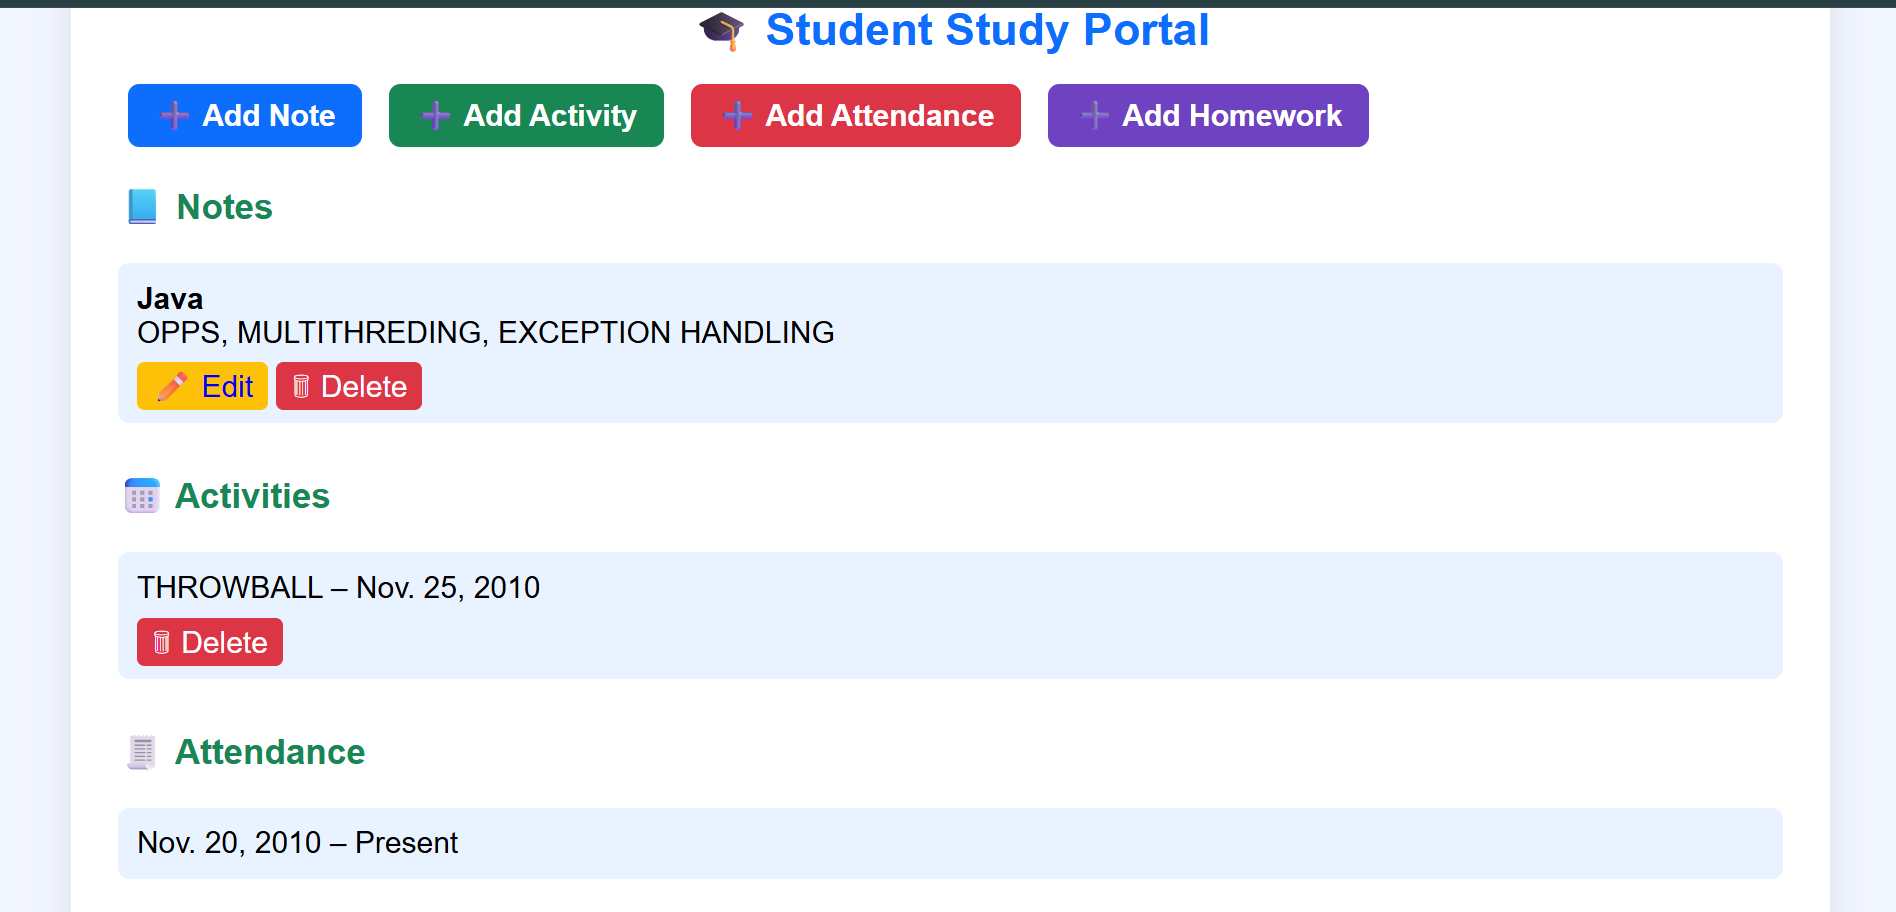 🎓 Student Study Portal
➕ Add Note ➕ Add Activity ➕ Add Attendance ➕ Add Homework
📘 Notes
Java
OPPS, MULTITHREDING, EXCEPTION HANDLING
✏️ Edit 🗑 Delete
📅 Activities
THROWBALL – Nov. 25, 2010
🗑 Delete
🧾 Attendance
Nov. 20, 2010 – Present